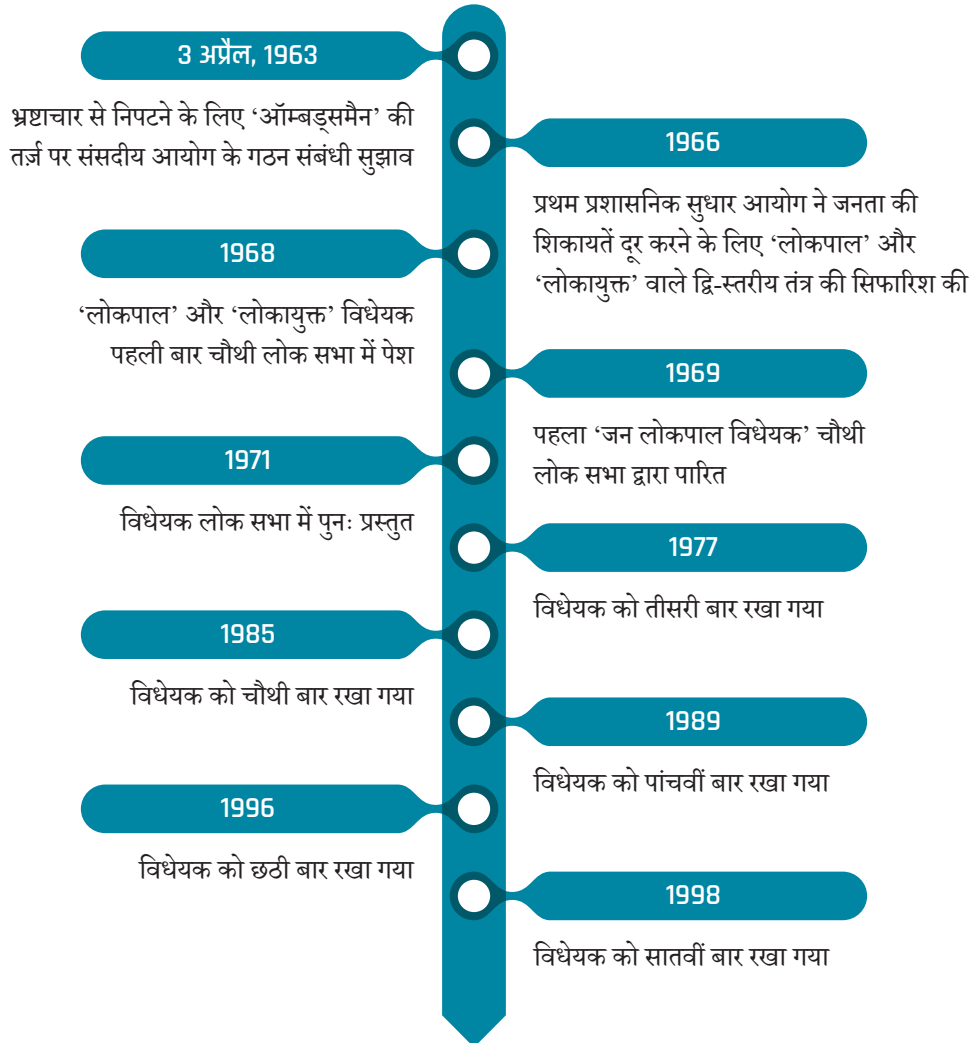 3 अप्रैल, 1963
भ्रष्टाचार से निपटने के लिए ‘ऑम्बड्समैन’ की
तर्ज़ पर संसदीय आयोग के गठन संबंधी सुझाव
1966
प्रथम प्रशासनिक सुधार आयोग ने जनता की
शिकायतें दूर करने के लिए ‘लोकपाल’ और
‘लोकायुक्त’ वाले द्वि-स्तरीय तंत्र की सिफारिश की
1968
‘लोकपाल’ और ‘लोकायुक्त’ विधेयक
पहली बार चौथी लोक सभा में पेश
1969
पहला ‘जन लोकपाल विधेयक’ चौथी
लोक सभा द्वारा पारित
1971
विधेयक लोक सभा में पुनः प्रस्तुत
1977
विधेयक को तीसरी बार रखा गया
1985
विधेयक को चौथी बार रखा गया
1989
विधेयक को पांचवीं बार रखा गया
1996
विधेयक को छठी बार रखा गया
1998
विधेयक को सातवीं बार रखा गया